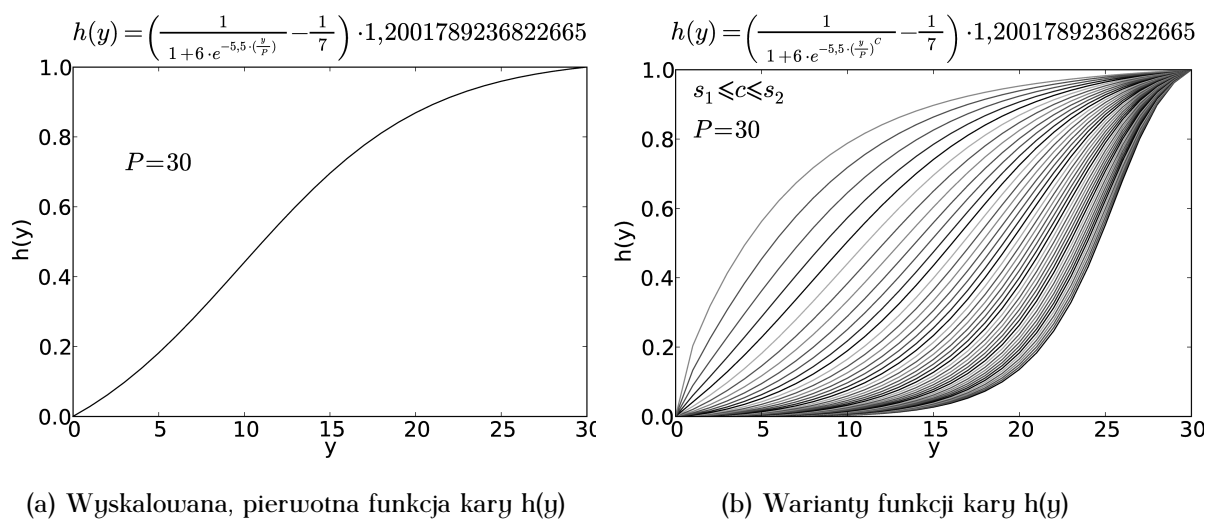 h(y) = (1/(1+6·e^(-5,5·(y/P))) − 1/7) ·1,2001789236822665
1.0
0.8
0.6
0.4
0.2
0.0
h(y)
P=30
0 5 10 15 20 25 30
y
(a) Wyskalowana, pierwotna funkcja kary h(y)
h(y) = (1/(1+6·e^(-5,5·(y/P)^C)) − 1/7) ·1,2001789236822665
s₁⩽c⩽s₂
P=30
1.0
0.8
0.6
0.4
0.2
0.0
h(y)
0 5 10 15 20 25 30
y
(b) Warianty funkcji kary h(y)